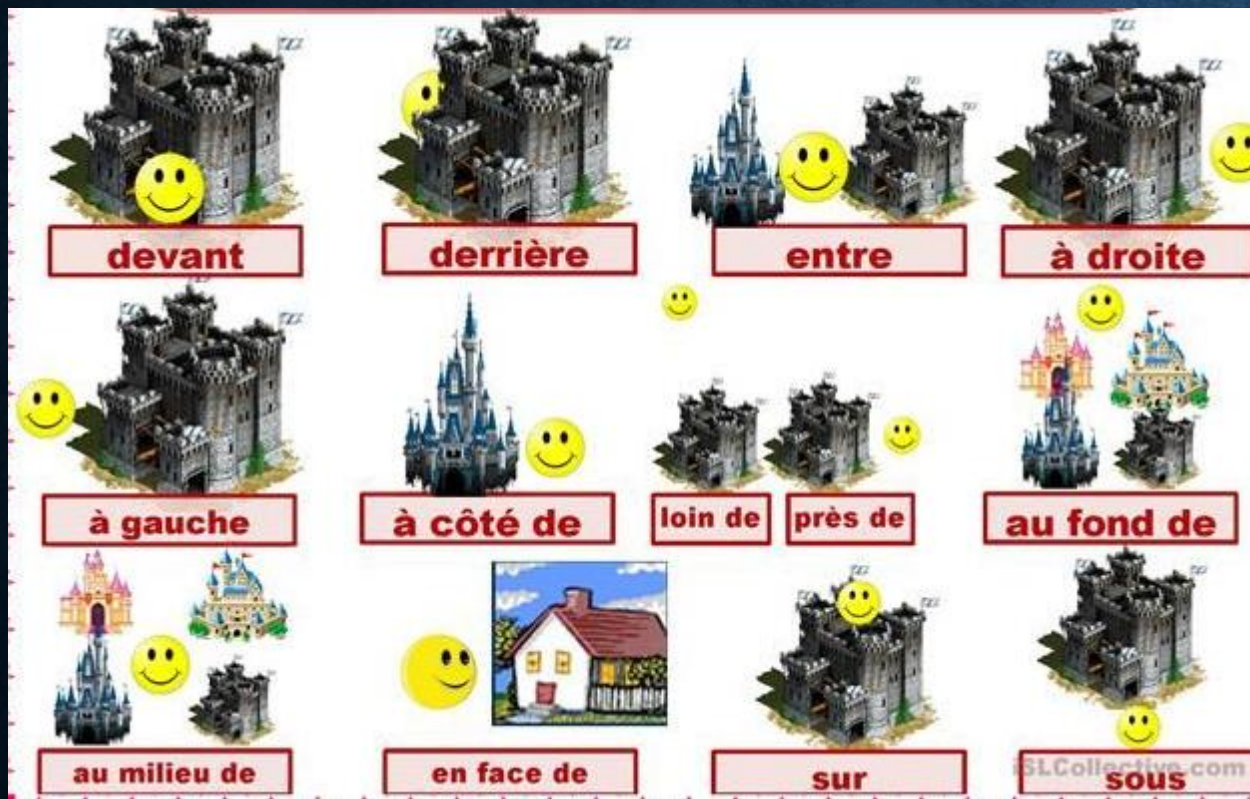 devant
derrière
entre
à droite
à gauche
à côté de
loin de
près de
au fond de
au milieu de
en face de
sur
sous
iSLCollective.com